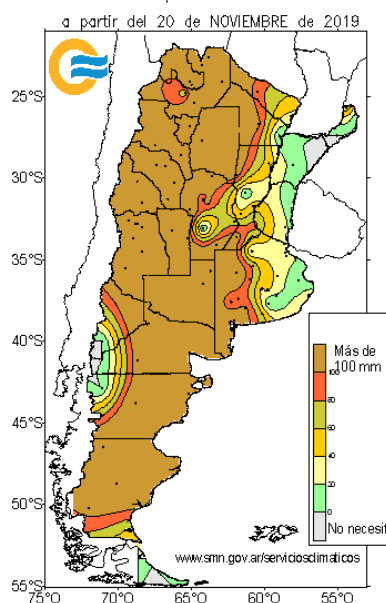 a partir del 20 de NOVIEMBRE de 2019
25°S
30°S
35°S
40°S
45°S
50°S
55°S
Más de
100 mm
100
80
60
40
20
0
No necesit
www.smn.gov.ar/serviciosclimaticos
75°O
70°O
65°O
60°O
55°O